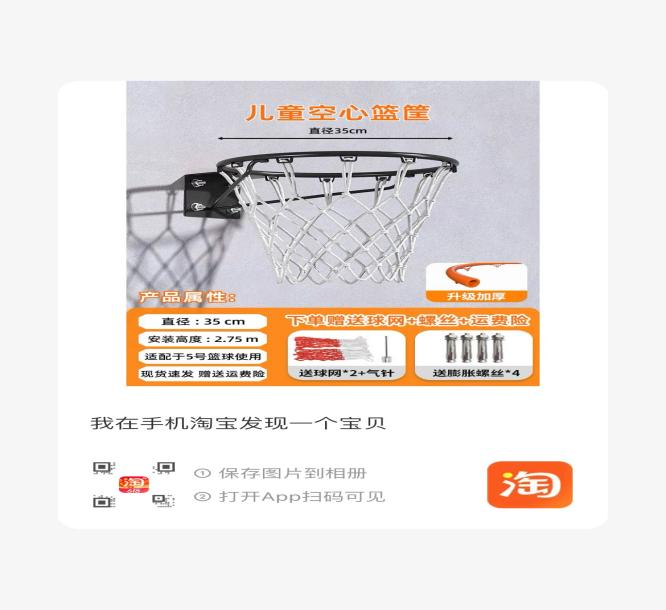 儿童空心篮筐
直径35cm
升级加厚
产品属性:
直径：35 cm
安装高度：2.75 m
适配于5号篮球使用
现货速发 赠送运费险
下单赠送球网+螺丝+运费险
送球网*2+气针
送膨胀螺丝*4
我在手机淘宝发现一个宝贝
① 保存图片到相册
② 打开App扫码可见
淘
淘